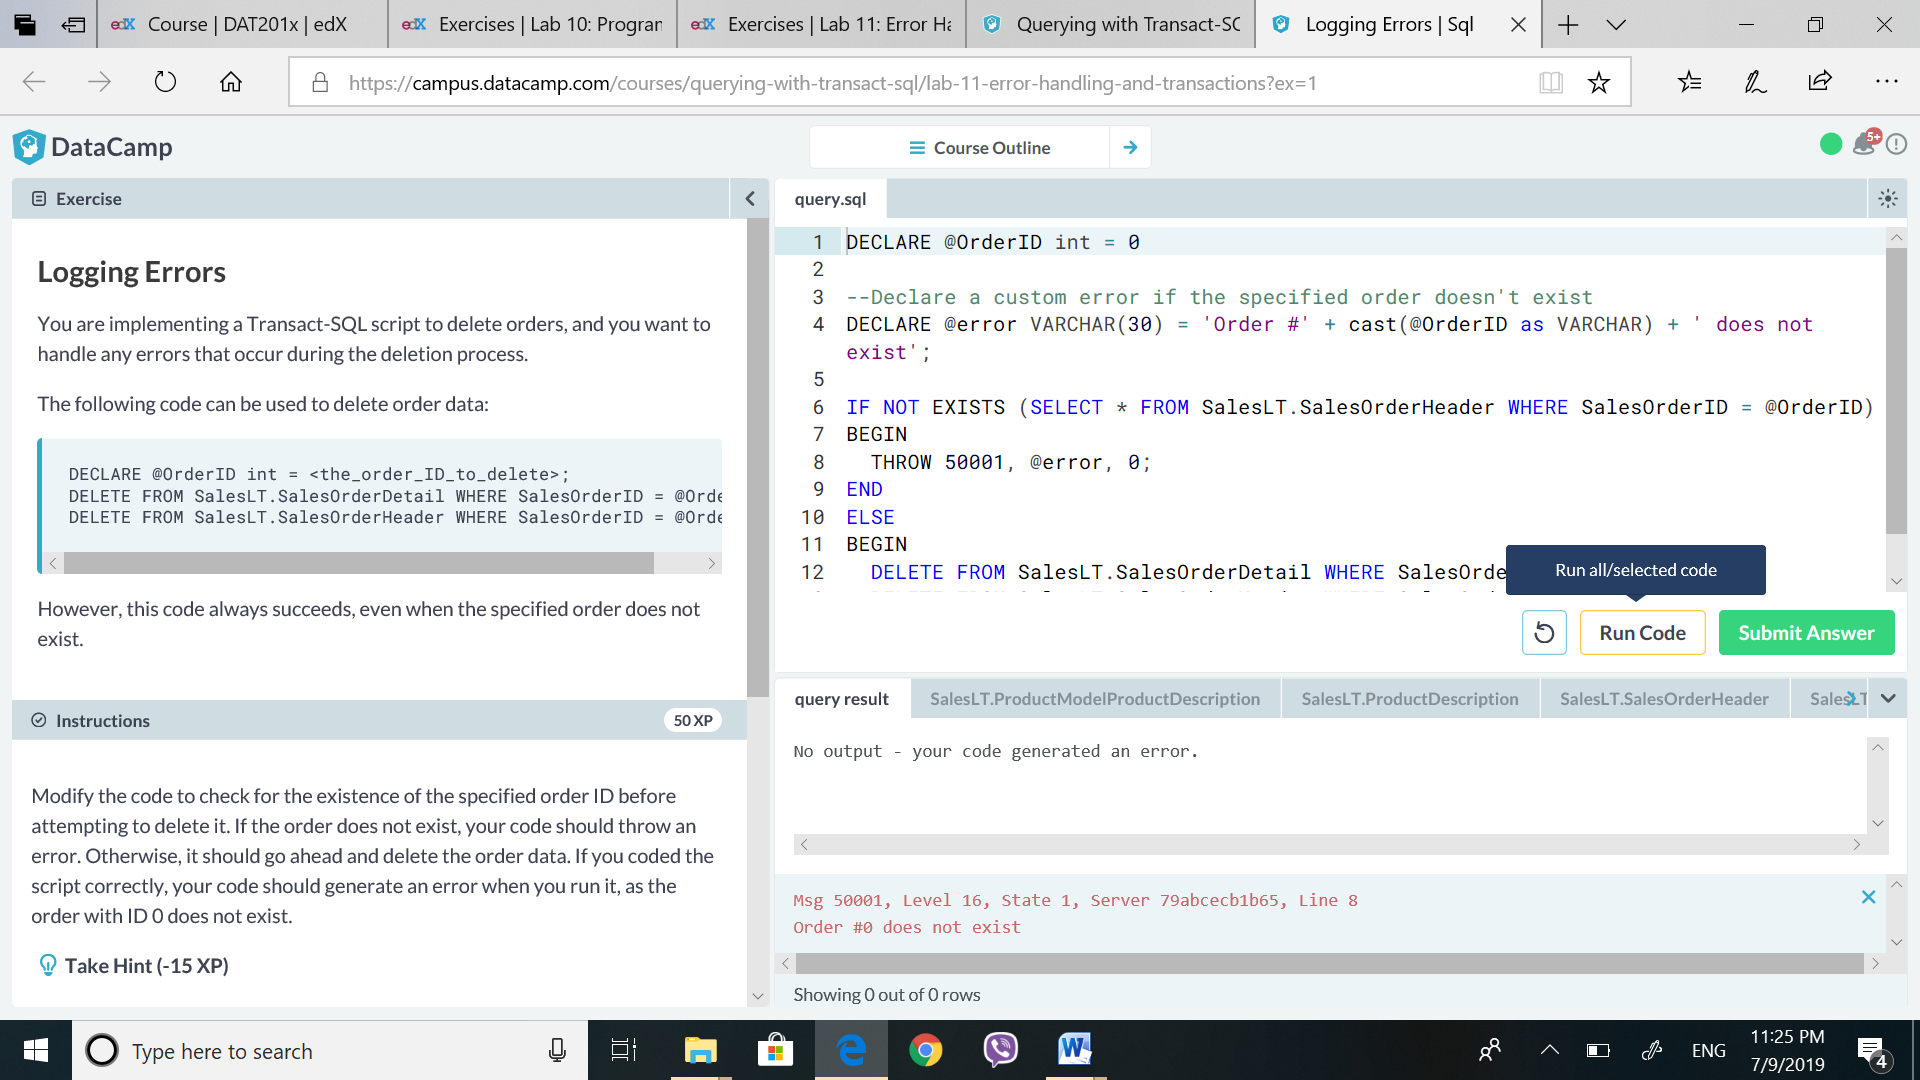 Course | DAT201x | edX
Exercises | Lab 10: Program
Exercises | Lab 11: Error Ha
Querying with Transact-SQ
Logging Errors | Sql
https://campus.datacamp.com/courses/querying-with-transact-sql/lab-11-error-handling-and-transactions?ex=1
DataCamp
Course Outline
5+
Exercise
query.sql
Logging Errors
You are implementing a Transact-SQL script to delete orders, and you want to
handle any errors that occur during the deletion process.
The following code can be used to delete order data:
DECLARE @OrderID int = <the_order_ID_to_delete>;
DELETE FROM SalesLT.SalesOrderDetail WHERE SalesOrderID = @Orde
DELETE FROM SalesLT.SalesOrderHeader WHERE SalesOrderID = @Orde
However, this code always succeeds, even when the specified order does not
exist.
Instructions
50 XP
Modify the code to check for the existence of the specified order ID before
attempting to delete it. If the order does not exist, your code should throw an
error. Otherwise, it should go ahead and delete the order data. If you coded the
script correctly, your code should generate an error when you run it, as the
order with ID 0 does not exist.
Take Hint (-15 XP)
1 DECLARE @OrderID int = 0
2
3 --Declare a custom error if the specified order doesn't exist
4 DECLARE @error VARCHAR(30) = 'Order #' + cast(@OrderID as VARCHAR) + ' does not
exist';
5
6 IF NOT EXISTS (SELECT * FROM SalesLT.SalesOrderHeader WHERE SalesOrderID = @OrderID)
7 BEGIN
8 THROW 50001, @error, 0;
9 END
10 ELSE
11 BEGIN
12 DELETE FROM SalesLT.SalesOrderDetail WHERE SalesOrde
Run all/selected code
Run Code
Submit Answer
query result
SalesLT.ProductModelProductDescription
SalesLT.ProductDescription
SalesLT.SalesOrderHeader
SalesLT
No output - your code generated an error.
Msg 50001, Level 16, State 1, Server 79abcecb1b65, Line 8
Order #0 does not exist
Showing 0 out of 0 rows
Type here to search
ENG
11:25 PM
7/9/2019
4